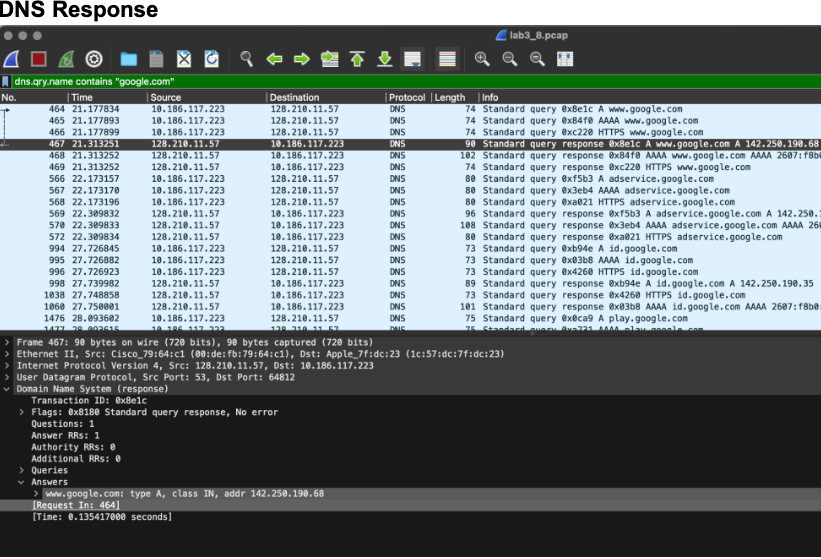 DNS Response
lab3_8.pcap
dns.qry.name contains "google.com"
No. Time Source Destination Protocol Length Info
464 21.177834 10.186.117.223 128.210.11.57 DNS 74 Standard query 0x8e1c A www.google.com
465 21.177893 10.186.117.223 128.210.11.57 DNS 74 Standard query 0x84f0 AAAA www.google.com
466 21.177899 10.186.117.223 128.210.11.57 DNS 74 Standard query 0xc220 HTTPS www.google.com
467 21.313251 128.210.11.57 10.186.117.223 DNS 90 Standard query response 0x8e1c A www.google.com A 142.250.190.68
468 21.313252 128.210.11.57 10.186.117.223 DNS 102 Standard query response 0x84f0 AAAA www.google.com AAAA 2607:f8b0
469 21.313252 128.210.11.57 10.186.117.223 DNS 74 Standard query response 0xc220 HTTPS www.google.com
566 22.173157 10.186.117.223 128.210.11.57 DNS 80 Standard query 0xf5b3 A adservice.google.com
567 22.173170 10.186.117.223 128.210.11.57 DNS 80 Standard query 0x3eb4 AAAA adservice.google.com
568 22.173196 10.186.117.223 128.210.11.57 DNS 80 Standard query 0xa021 HTTPS adservice.google.com
569 22.309832 128.210.11.57 10.186.117.223 DNS 96 Standard query response 0xf5b3 A adservice.google.com A 142.250.
570 22.309833 128.210.11.57 10.186.117.223 DNS 108 Standard query response 0x3eb4 AAAA adservice.google.com AAAA 26
572 22.309834 128.210.11.57 10.186.117.223 DNS 80 Standard query response 0xa021 HTTPS adservice.google.com
994 27.726845 10.186.117.223 128.210.11.57 DNS 73 Standard query 0xb94e A id.google.com
995 27.726882 10.186.117.223 128.210.11.57 DNS 73 Standard query 0x03b8 AAAA id.google.com
996 27.726923 10.186.117.223 128.210.11.57 DNS 73 Standard query 0x4260 HTTPS id.google.com
998 27.739982 128.210.11.57 10.186.117.223 DNS 89 Standard query response 0xb94e A id.google.com A 142.250.190.35
1038 27.748858 128.210.11.57 10.186.117.223 DNS 73 Standard query response 0x4260 HTTPS id.google.com
1060 27.750001 128.210.11.57 10.186.117.223 DNS 101 Standard query response 0x03b8 AAAA id.google.com AAAA 2607:f8b0:
1476 28.093602 10.186.117.223 128.210.11.57 DNS 75 Standard query 0x0ca9 A play.google.com
1477 28.093615 10.186.117.223 128.210.11.57 DNS 75 Standard query 0xa731 AAAA play.google.com
Frame 467: 90 bytes on wire (720 bits), 90 bytes captured (720 bits)
Ethernet II, Src: Cisco_79:64:c1 (00:de:fb:79:64:c1), Dst: Apple_7f:dc:23 (1c:57:dc:7f:dc:23)
Internet Protocol Version 4, Src: 128.210.11.57, Dst: 10.186.117.223
User Datagram Protocol, Src Port: 53, Dst Port: 64812
Domain Name System (response)
Transaction ID: 0x8e1c
Flags: 0x8180 Standard query response, No error
Questions: 1
Answer RRs: 1
Authority RRs: 0
Additional RRs: 0
Queries
Answers
www.google.com: type A, class IN, addr 142.250.190.68
[Request In: 464]
[Time: 0.135417000 seconds]